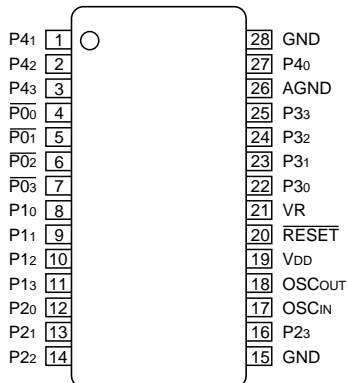 P41 1 28 GND
P42 2 27 P40
P43 3 26 AGND
P00 4 25 P33
P01 5 24 P32
P02 6 23 P31
P03 7 22 P30
P10 8 21 VR
P11 9 20 RESET
P12 10 19 VDD
P13 11 18 OSCOUT
P20 12 17 OSCIN
P21 13 16 P23
P22 14 15 GND